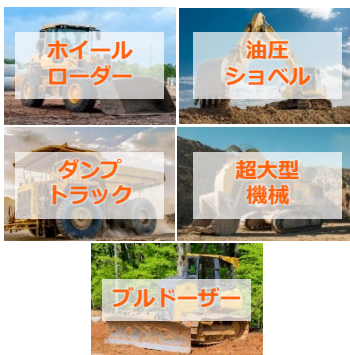 ホイール
ローダー
油圧
ショベル
ダンプ
トラック
超大型
機械
ブルドーザー